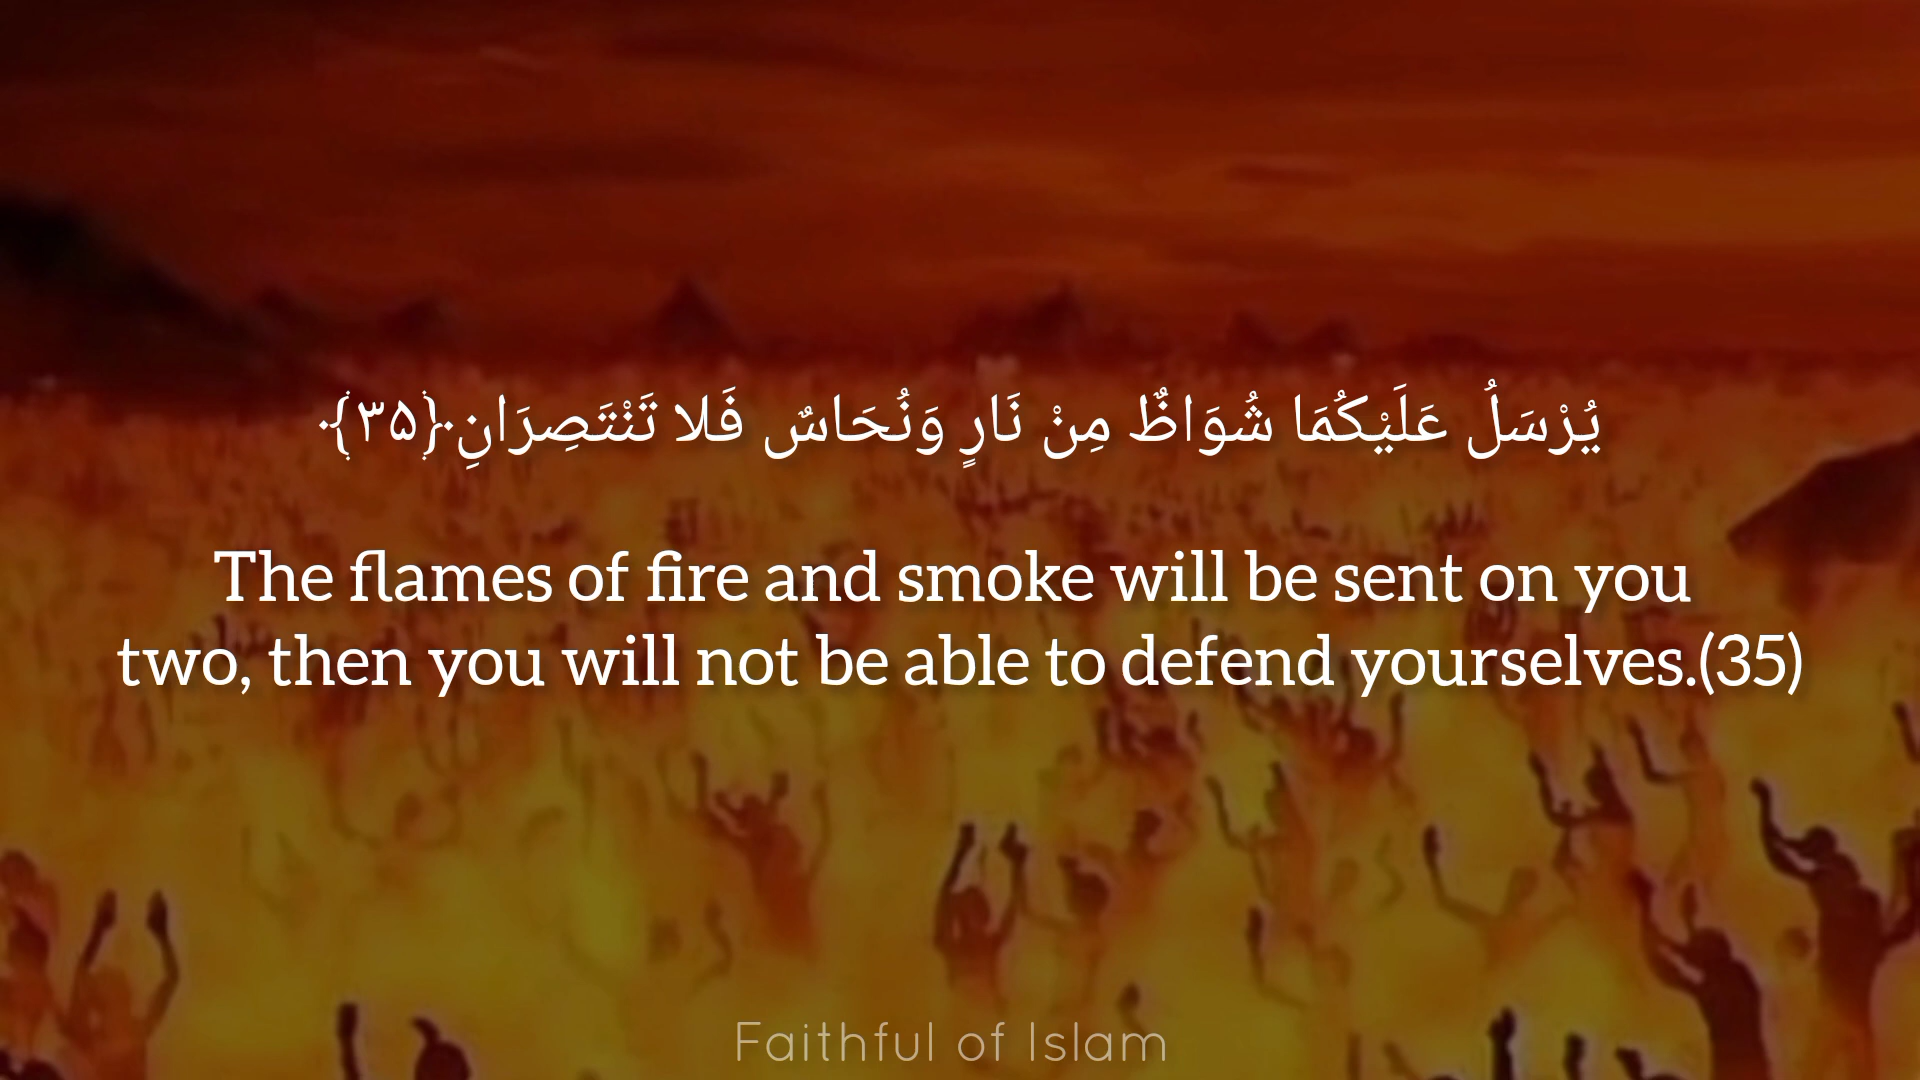 يُرْسَلُ عَلَيْكُمَا شُوَاظٌ مِنْ نَارٍ وَنُحَاسٌ فَلا تَنْتَصِرَانِ﴿۳۵﴾
The flames of fire and smoke will be sent on you
two, then you will not be able to defend yourselves.(35)
Faithful of Islam